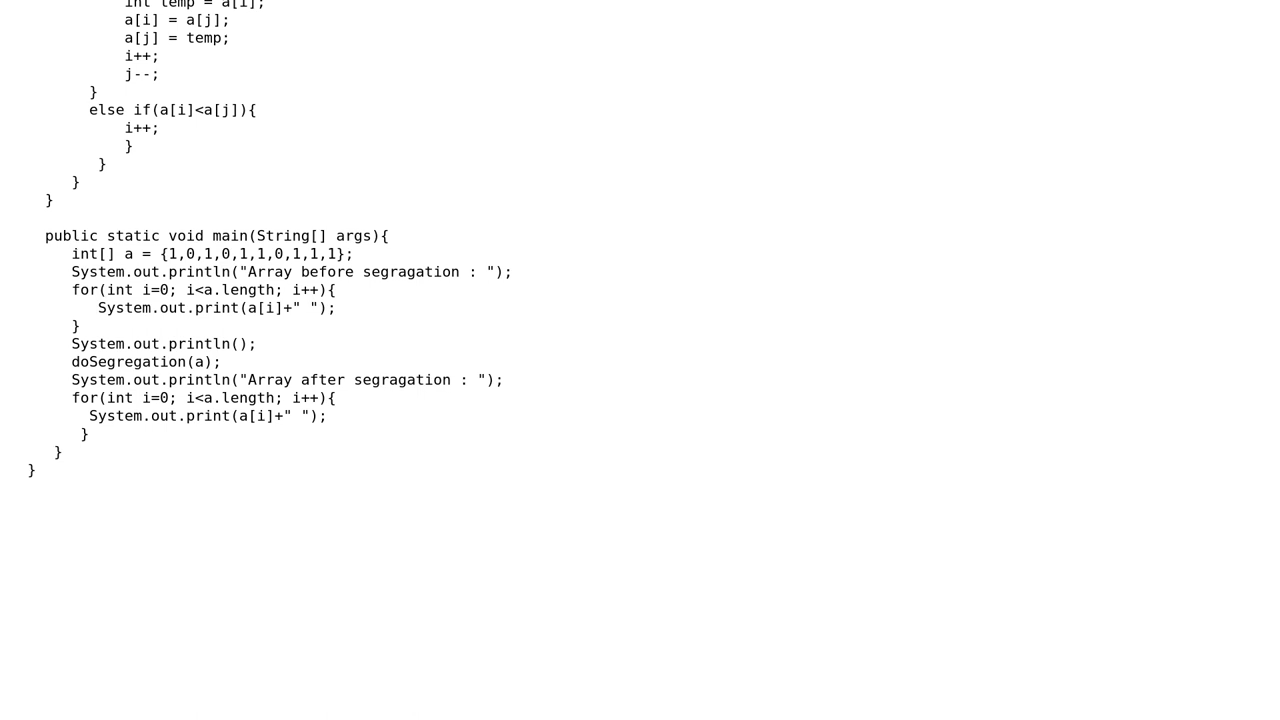 int temp = a[i];
a[i] = a[j];
a[j] = temp;
i++;
j--;
}
else if(a[i]<a[j]){
i++;
}
}
}
}
public static void main(String[] args){
int[] a = {1,0,1,0,1,1,0,1,1,1};
System.out.println("Array before segragation : ");
for(int i=0; i<a.length; i++){
System.out.print(a[i]+" ");
}
System.out.println();
doSegregation(a);
System.out.println("Array after segragation : ");
for(int i=0; i<a.length; i++){
System.out.print(a[i]+" ");
}
}
}